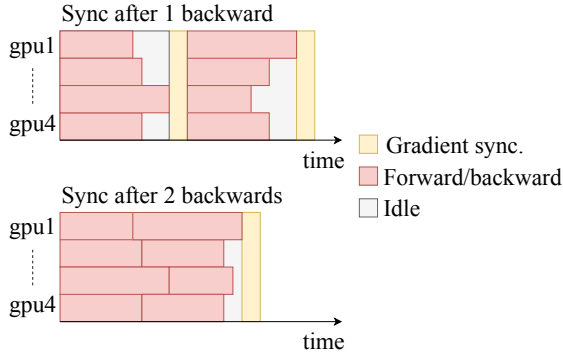 Sync after 1 backward
gpu1
gpu4
time
Gradient sync.
Forward/backward
Idle
Sync after 2 backwards
gpu1
gpu4
time